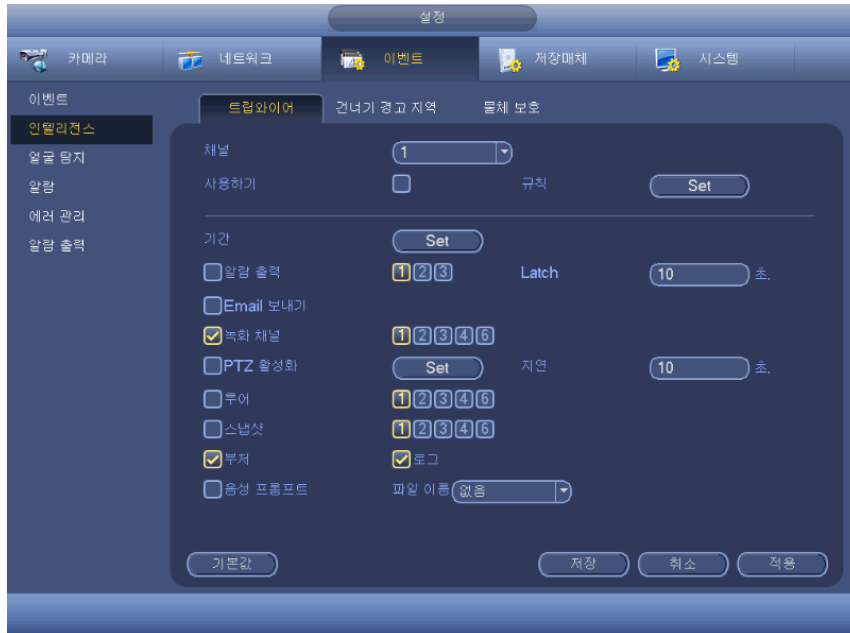 설정
카메라 네트워크 이벤트 저장매체 시스템
이벤트
인텔리전스
얼굴 탐지
알람
에러 관리
알람 출력
트립와이어 건너기 경고 지역 물체 보호
채널 1
사용하기 규칙 Set
기간 Set
알람 출력 1 2 3 Latch 10 초.
Email 보내기
녹화 채널 1 2 3 4 6
PTZ 활성화 Set 지연 10 초.
투어 1 2 3 4 6
스냅샷 1 2 3 4 6
부저 로그
음성 프롬프트 파일 이름 없음
기본값 저장 취소 적용